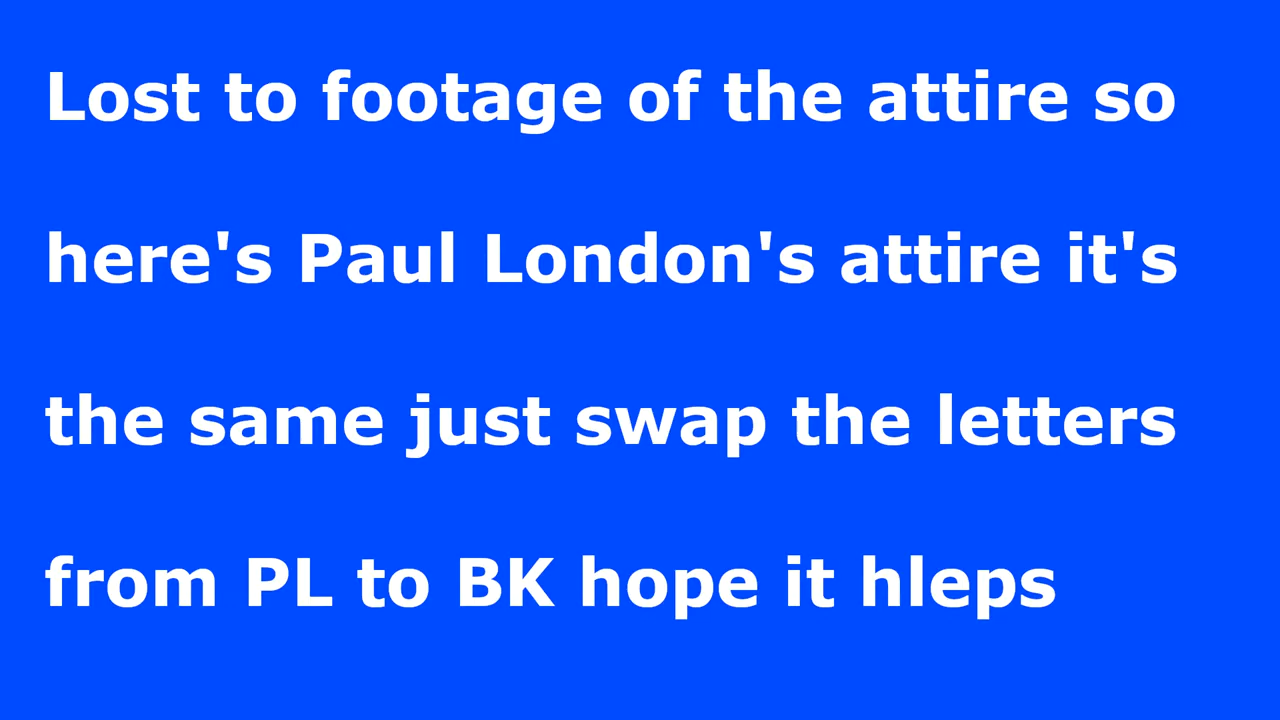 Lost to footage of the attire so
here's Paul London's attire it's
the same just swap the letters
from PL to BK hope it hleps